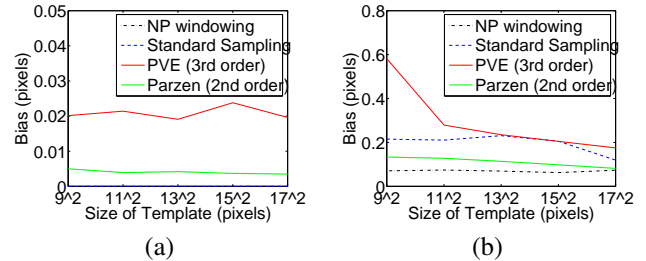 0.05
0.04
0.03
0.02
0.01
0
Bias (pixels)
NP windowing
Standard Sampling
PVE (3rd order)
Parzen (2nd order)
9^2 11^2 13^2 15^2 17^2
Size of Template (pixels)
(a)
0.8
0.6
0.4
0.2
0
Bias (pixels)
NP windowing
Standard Sampling
PVE (3rd order)
Parzen (2nd order)
9^2 11^2 13^2 15^2 17^2
Size of Template (pixels)
(b)